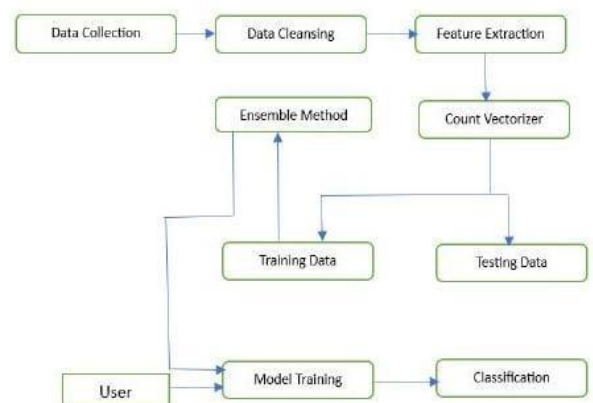 Data Collection
Data Cleansing
Feature Extraction
Ensemble Method
Count Vectorizer
Training Data
Testing Data
Model Training
Classification
User